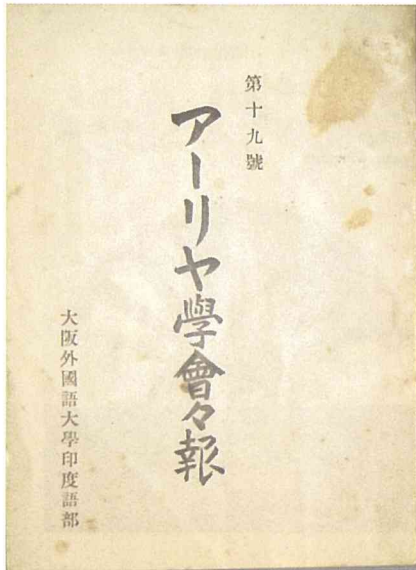 第十九號
アーリヤ學會々報
大阪外國語大學印度語部